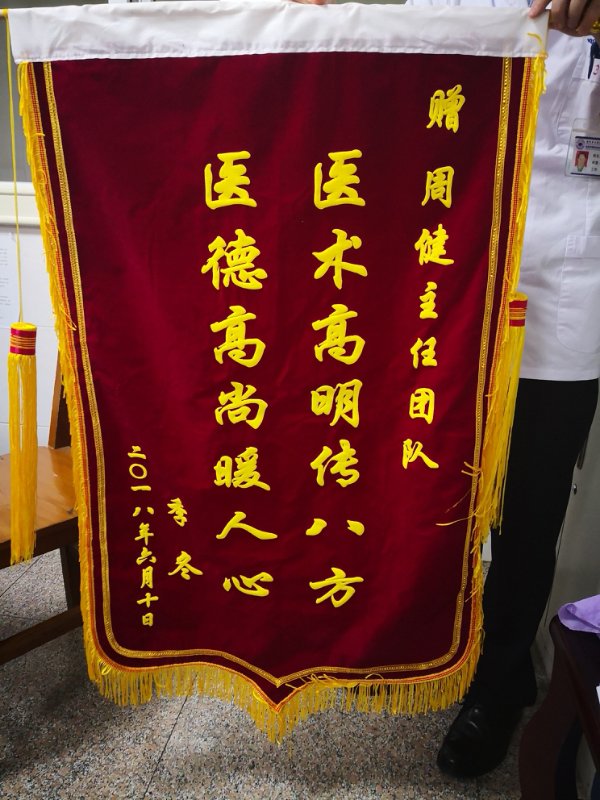 赠周健主任团队
医术高明传八方
医德高尚暖人心
季冬
二〇一八年六月十日